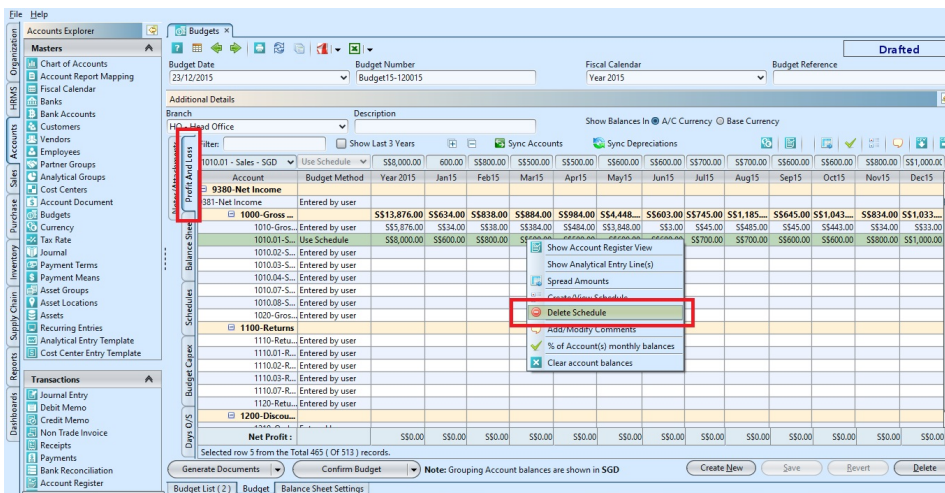 File Help
Accounts Explorer
Budgets ×
Masters
Chart of Accounts
Account Report Mapping
Fiscal Calendar
Banks
Bank Accounts
Customers
Vendors
Employees
Partner Groups
Analytical Groups
Cost Centers
Account Document
Budgets
Currency
Tax Rate
Journal
Payment Terms
Payment Means
Asset Groups
Asset Locations
Assets
Recurring Entries
Analytical Entry Template
Cost Center Entry Template
Transactions
Journal Entry
Debit Memo
Credit Memo
Non Trade Invoice
Receipts
Payments
Bank Reconciliation
Account Register
Organization
HRMS
Accounts
Sales
Purchase
Inventory
Supply Chain
Reports
Dashboards
Drafted
Budget Date Budget Number Fiscal Calendar Budget Reference
23/12/2015 Budget15-120015 Year 2015
Additional Details
Branch Description
HO - Head Office
Show Balances In A/C Currency Base Currency
Notes/Attachments
Profit And Loss
Balance Sheet
Schedules
Budget Capex
Days O/S
Filter: Show Last 3 Years Sync Accounts Sync Depreciations
1010.01 - Sales - SGD Use Schedule S$8,000.00 600.00 S$800.00 S$500.00 S$500.00 S$600.00 S$600.00 S$700.00 S$700.00 S$600.00 S$600.00 S$800.00 S$1,000.00
Account Budget Method Year 2015 Jan15 Feb15 Mar15 Apr15 May15 Jun15 Jul15 Aug15 Sep15 Oct15 Nov15 Dec15
9380-Net Income
9381-Net Income Entered by user
1000-Gross ... S$13,876.00 S$634.00 S$838.00 S$884.00 S$984.00 S$4,448.... S$603.00 S$745.00 S$1,185.... S$645.00 S$1,043.... S$834.00 S$1,033....
1010-Gros... Entered by user S$5,876.00 S$34.00 S$38.00 S$384.00 S$484.00 S$3,848.00 S$3.00 S$45.00 S$485.00 S$45.00 S$443.00 S$34.00 S$33.00
1010.01-S... Use Schedule S$8,000.00 S$600.00 S$800.00 S$700.00 S$700.00 S$600.00 S$600.00 S$800.00 S$1,000.00
1010.02-S... Entered by user
1010.03-S... Entered by user
1010.04-S... Entered by user
1010.07-S... Entered by user
1010.08-S... Entered by user
1020-Gros... Entered by user
1100-Returns
1110-Retu... Entered by user
1110.01-R... Entered by user
1110.02-R... Entered by user
1110.03-R... Entered by user
1110.07-R... Entered by user
1120-Retu... Entered by user
1200-Discou...
Show Account Register View
Show Analytical Entry Line(s)
Spread Amounts
Create/View Schedule
Delete Schedule
Add/Modify Comments
% of Account(s) monthly balances
Clear account balances
Net Profit : S$0.00 S$0.00 S$0.00 S$0.00 S$0.00 S$0.00 S$0.00 S$0.00 S$0.00 S$0.00 S$0.00 S$0.00
Selected row 5 from the Total 465 ( Of 513 ) records.
Generate Documents Confirm Budget Note: Grouping Account balances are shown in SGD Create New Save Revert Delete
Budget List ( 2 ) Budget Balance Sheet Settings